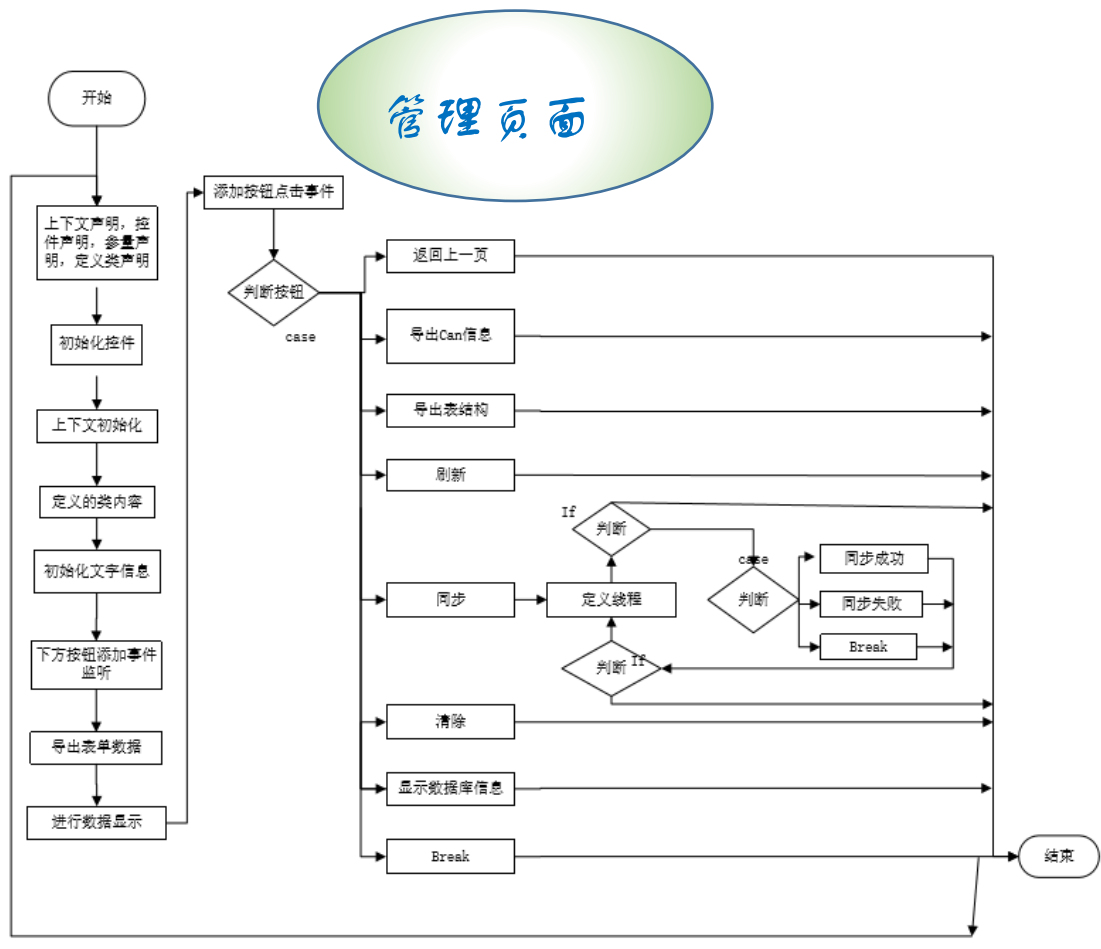 管理页面
开始
上下文声明，控
件声明，参量声
明，定义类声明
初始化控件
上下文初始化
定义的类内容
初始化文字信息
下方按钮添加事件
监听
导出表单数据
进行数据显示
添加按钮点击事件
判断按钮
case
返回上一页
导出Can信息
导出表结构
刷新
同步
定义线程
If
判断
case
判断
同步成功
同步失败
Break
判断
If
清除
显示数据库信息
Break
结束